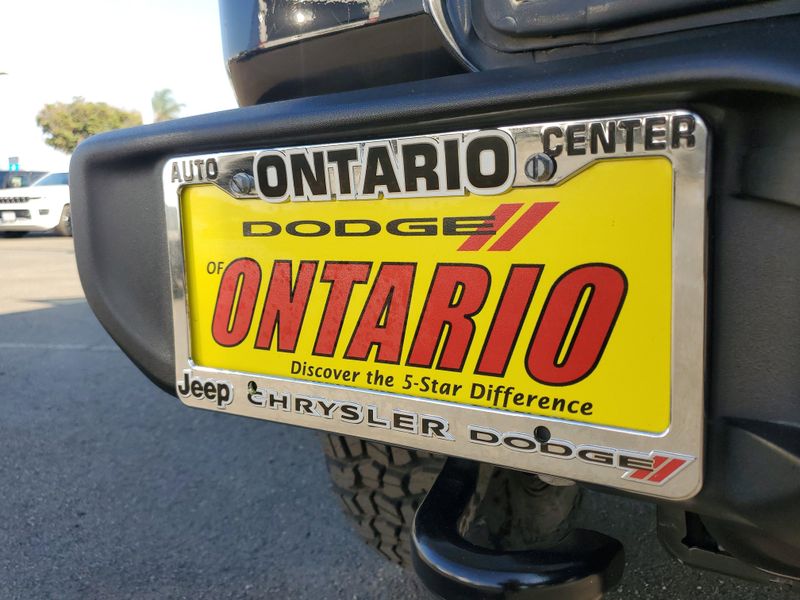 AUTO ONTARIO CENTER
DODGE
OF ONTARIO
Discover the 5-Star Difference
Jeep CHRYSLER DODGE